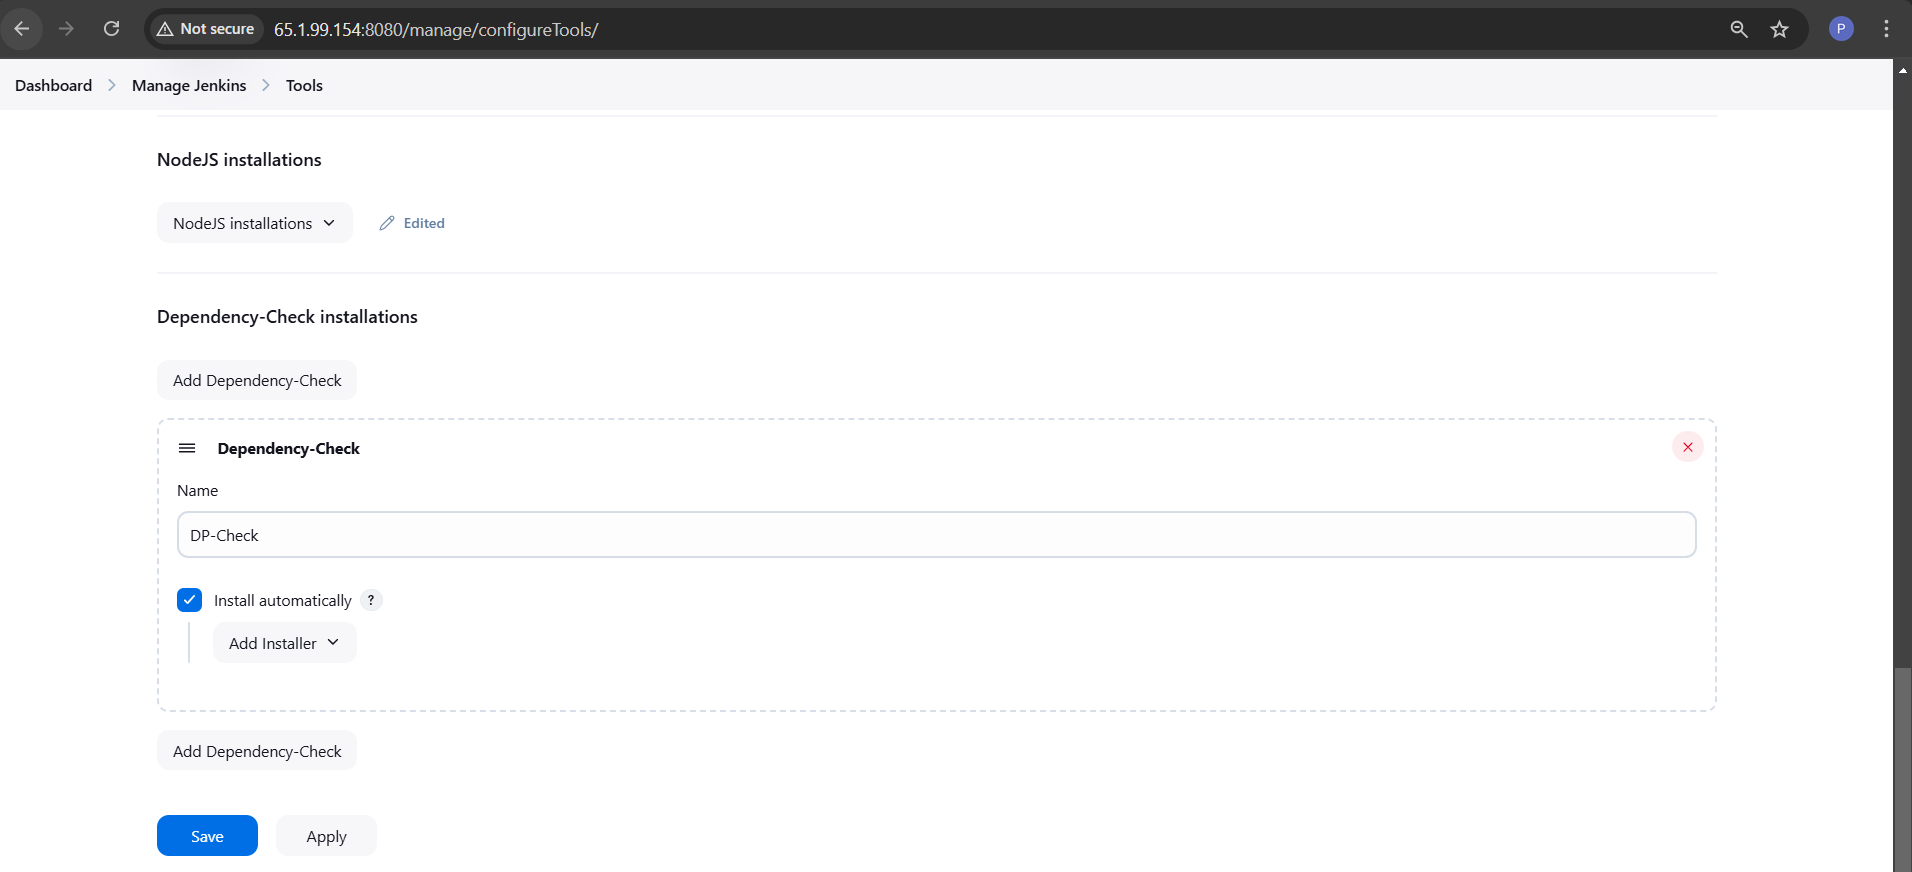 Not secure
65.1.99.154:8080/manage/configureTools/
P
Dashboard > Manage Jenkins > Tools
NodeJS installations
NodeJS installations
Edited
Dependency-Check installations
Add Dependency-Check
Dependency-Check
Name
DP-Check
Install automatically ?
Add Installer
Add Dependency-Check
Save
Apply